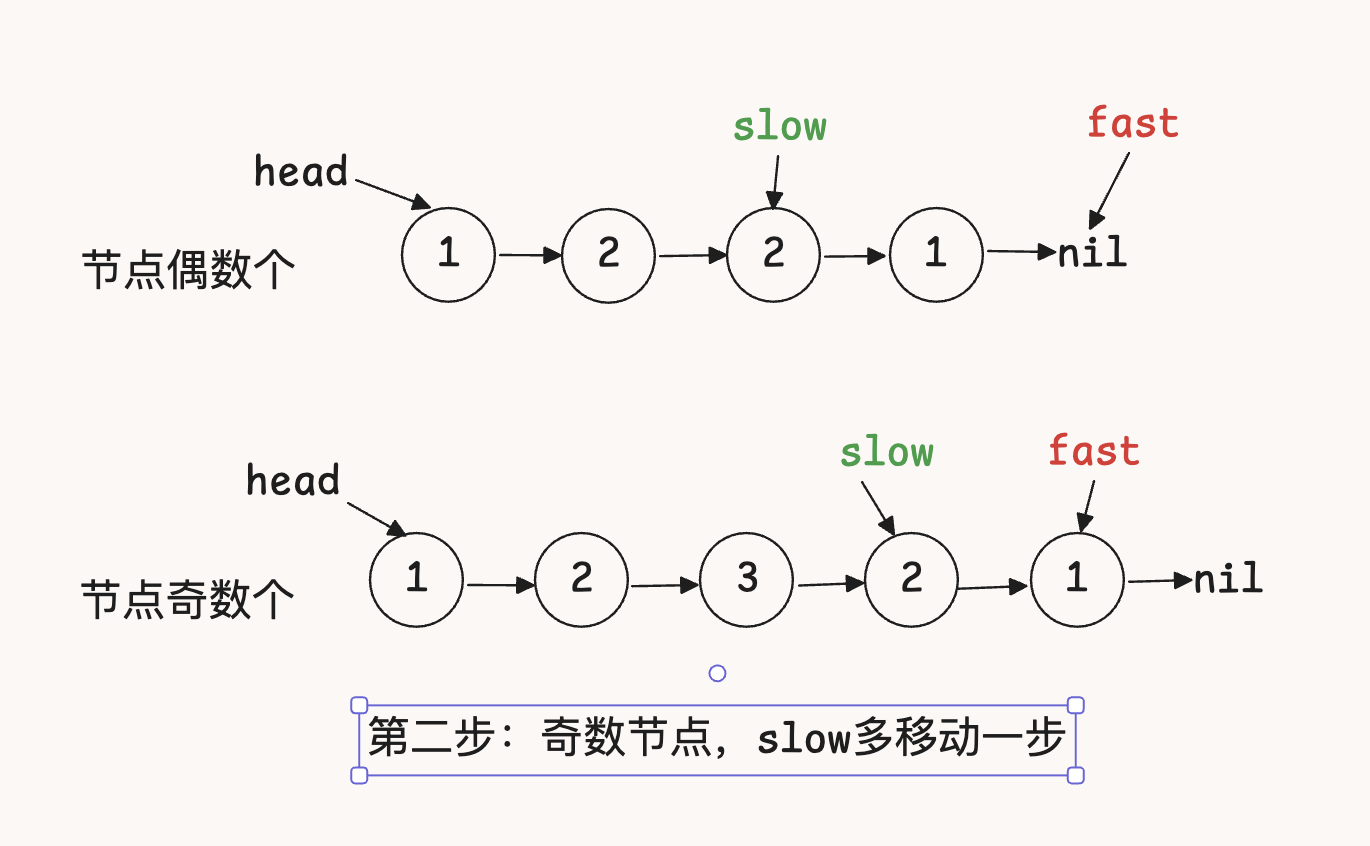 slow
fast
head
1 2 2 1 nil
节点偶数个
slow
fast
head
1 2 3 2 1 nil
节点奇数个
第二步：奇数节点，slow多移动一步